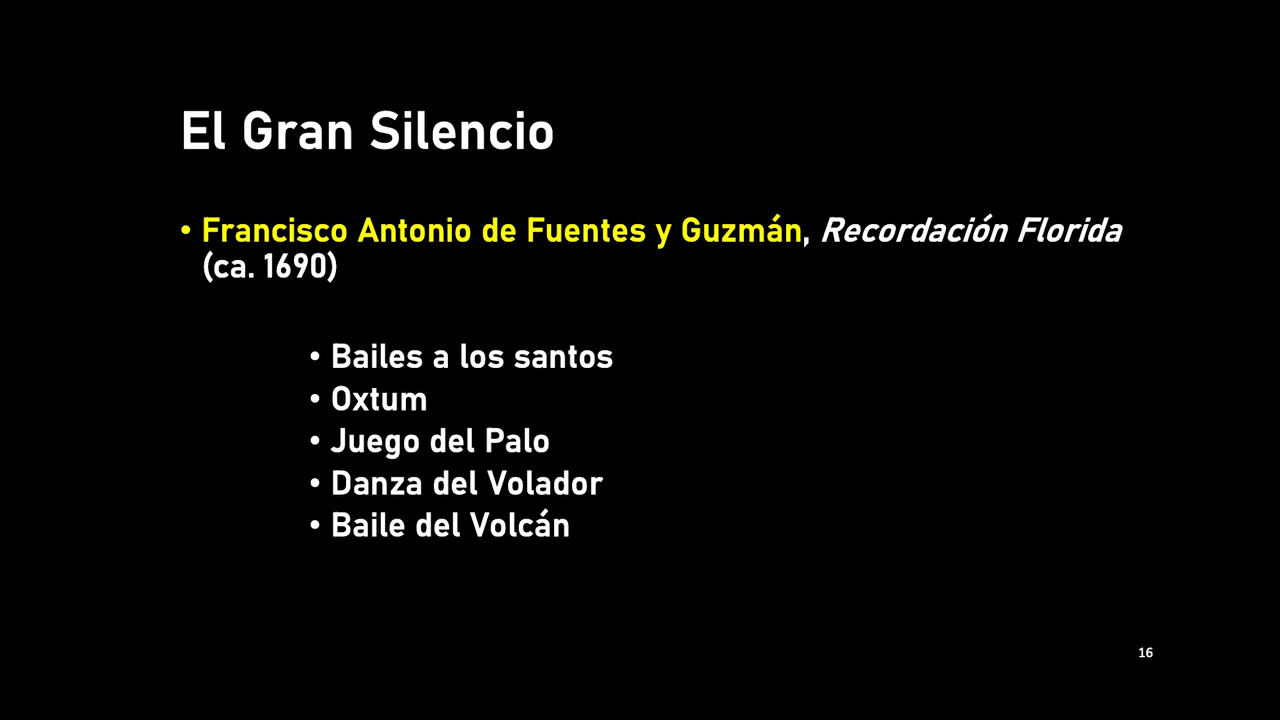 El Gran Silencio
• Francisco Antonio de Fuentes y Guzmán, Recordación Florida
(ca. 1690)
• Bailes a los santos
• Oxtum
• Juego del Palo
• Danza del Volador
• Baile del Volcán
16